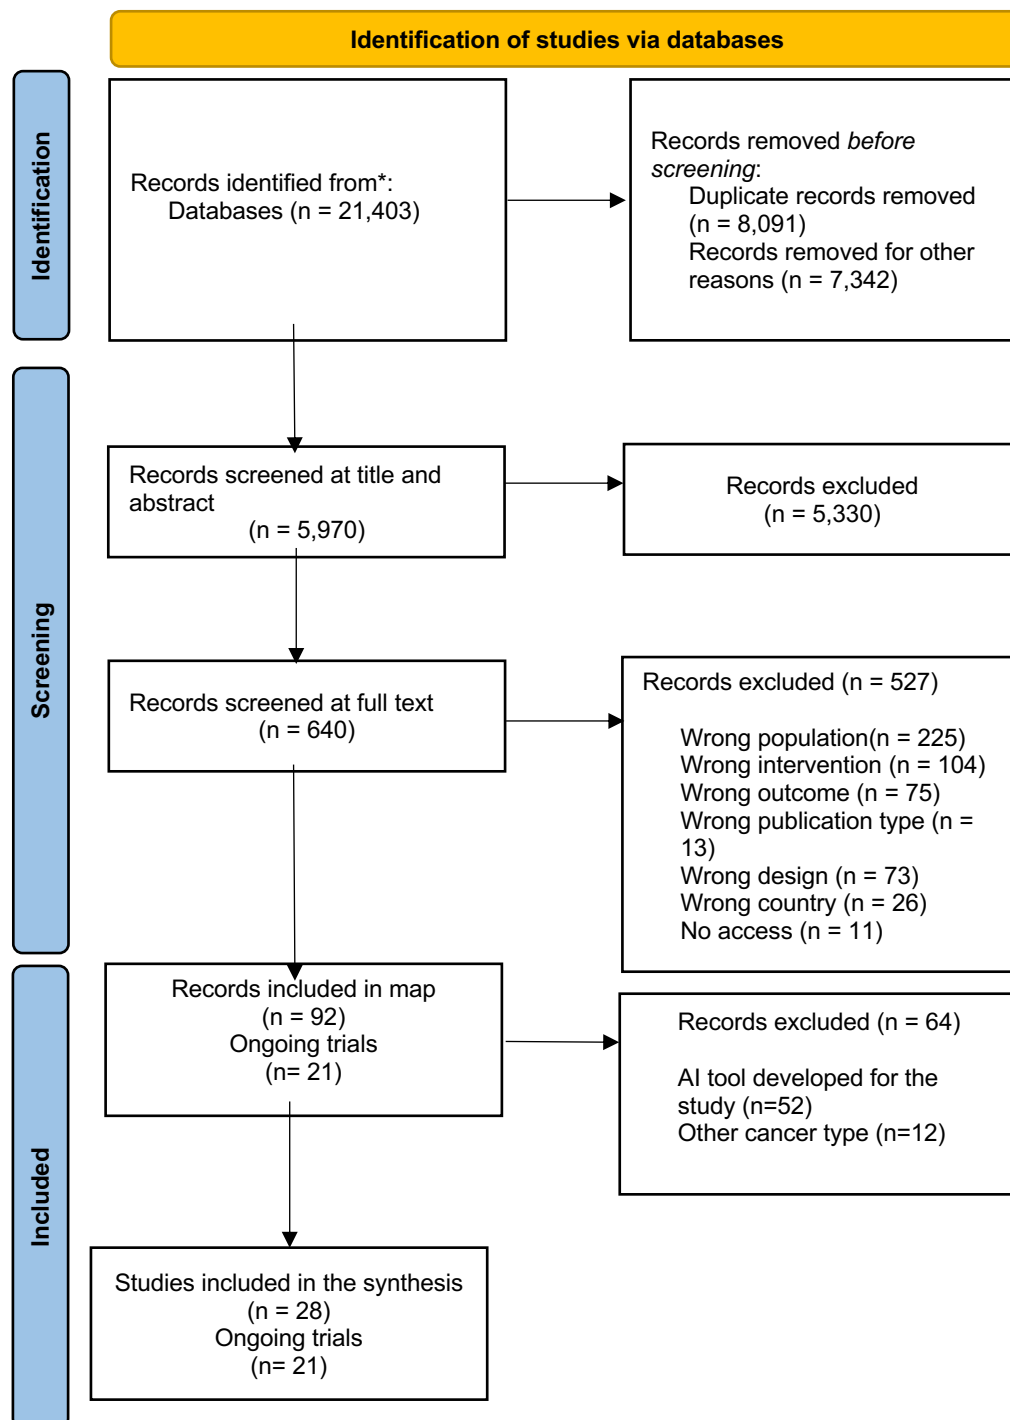 Identification of studies via databases
Identification
Records identified from*:
Databases (n = 21,403)
Records removed before
screening:
Duplicate records removed
(n = 8,091)
Records removed for other
reasons (n = 7,342)
Screening
Records screened at title and
abstract
(n = 5,970)
Records excluded
(n = 5,330)
Records screened at full text
(n = 640)
Records excluded (n = 527)
Wrong population(n = 225)
Wrong intervention (n = 104)
Wrong outcome (n = 75)
Wrong publication type (n =
13)
Wrong design (n = 73)
Wrong country (n = 26)
No access (n = 11)
Included
Records included in map
(n = 92)
Ongoing trials
(n= 21)
Records excluded (n = 64)
AI tool developed for the
study (n=52)
Other cancer type (n=12)
Studies included in the synthesis
(n = 28)
Ongoing trials
(n= 21)